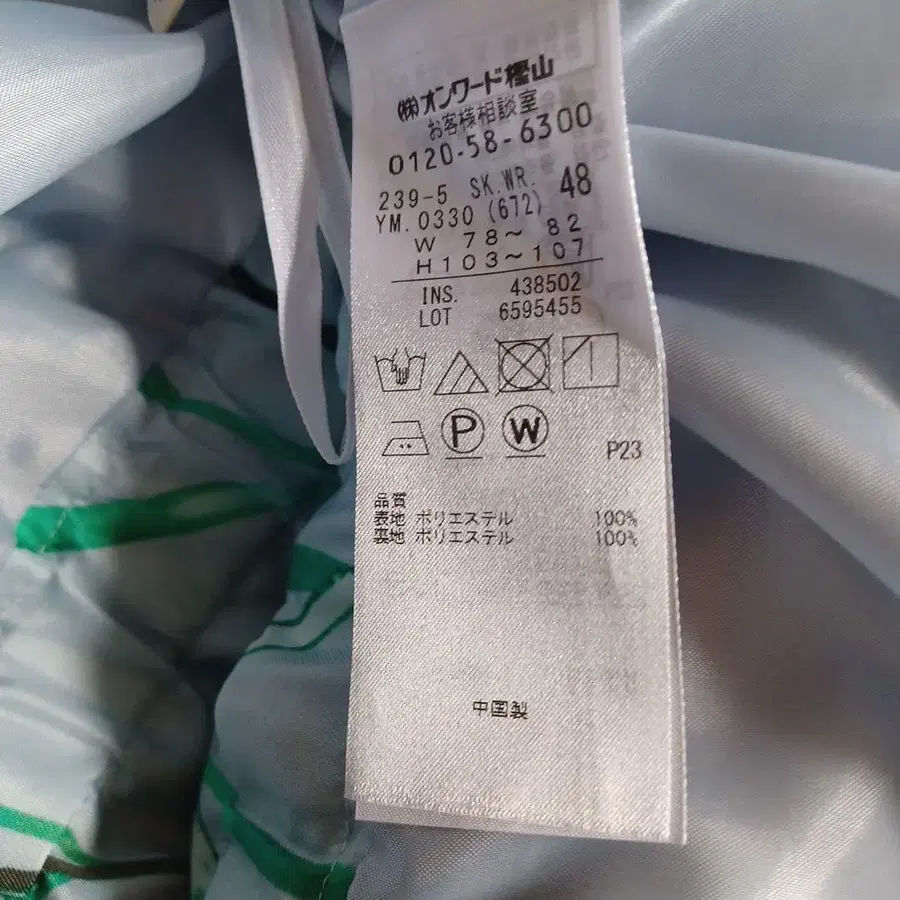 ㈱オンワード樫山
お客様相談室
0120-58-6300
239-5 SK.WR. 48
YM.0330 (672)
W 78～ 82
H103～107
INS. 438502
LOT 6595455
P W P23
品質
表地 ポリエステル 100%
裏地 ポリエステル 100%
中国製